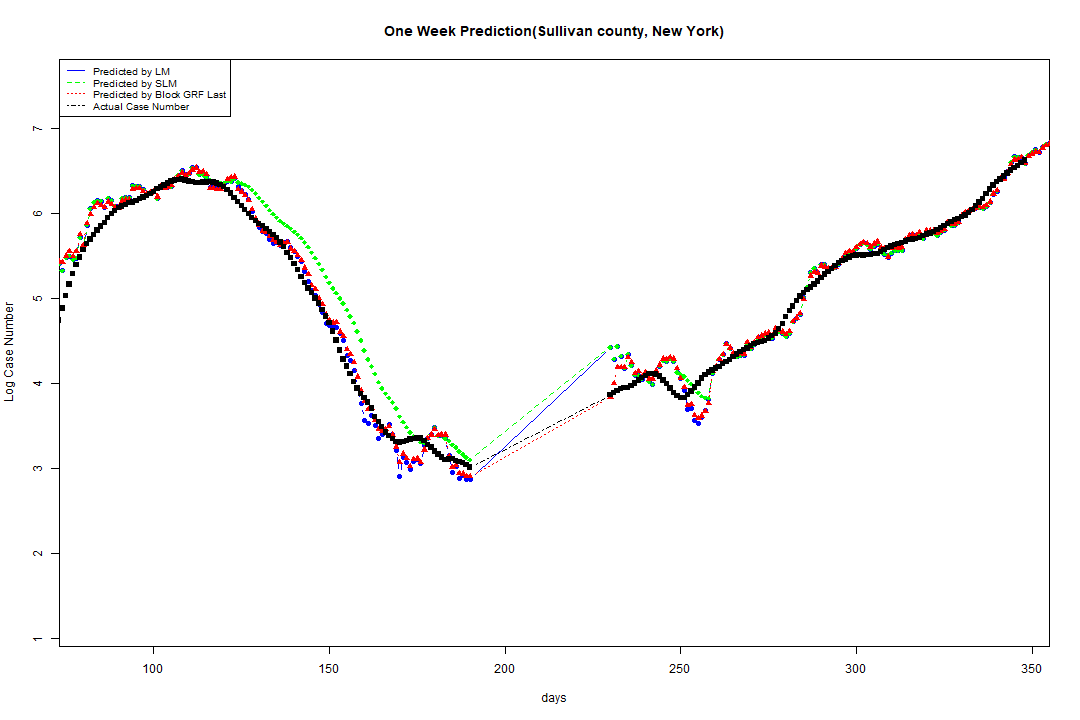 One Week Prediction(Sullivan county, New York)
Predicted by LM
Predicted by SLM
Predicted by Block GRF Last
Actual Case Number
7
6
5
4
3
2
1
Log Case Number
100 150 200 250 300 350
days